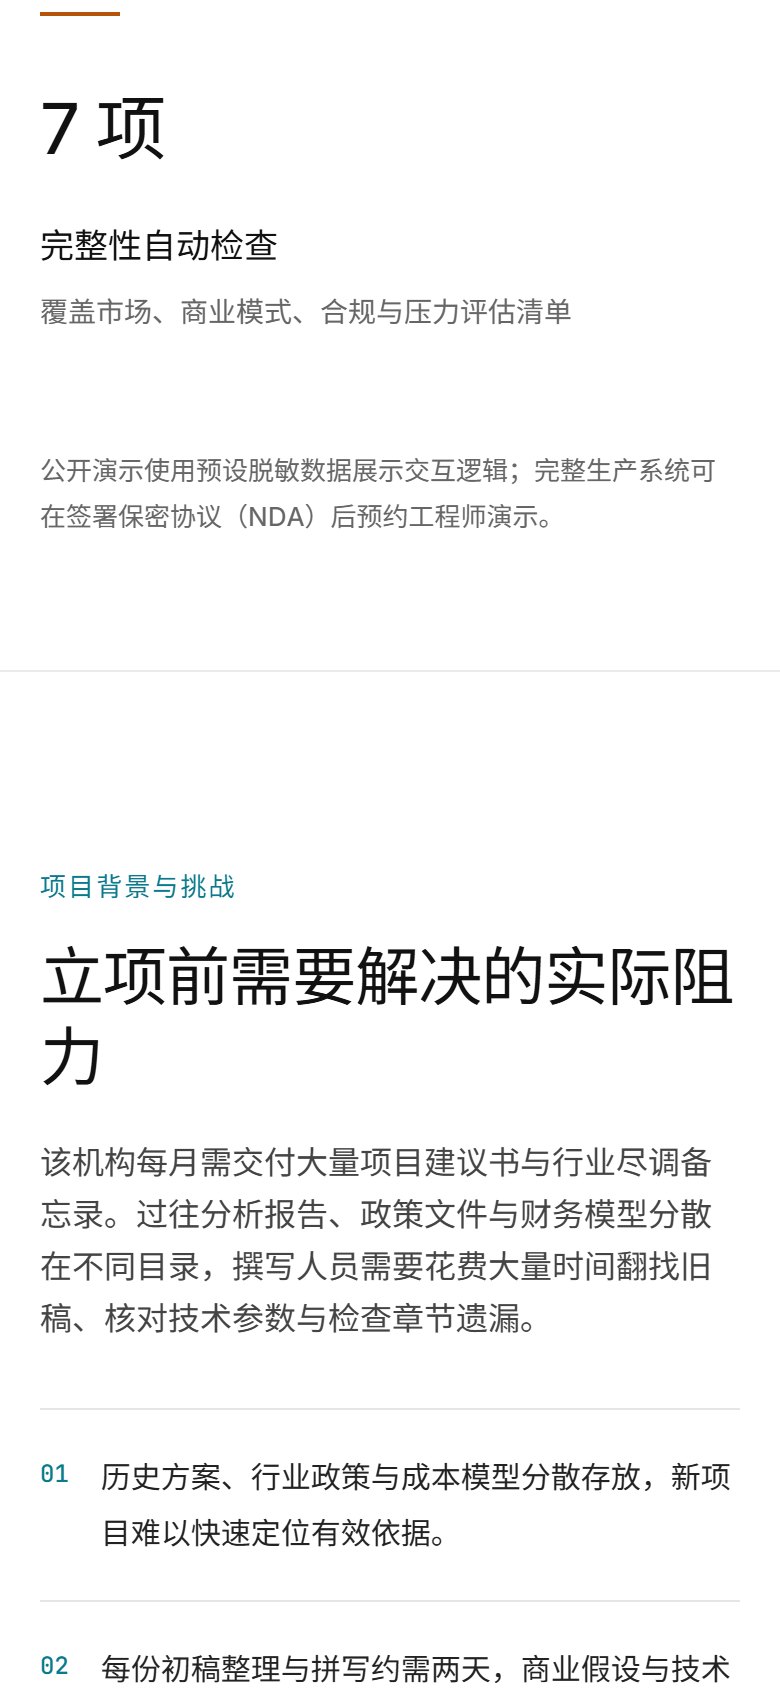 7 项
完整性自动检查
覆盖市场、商业模式、合规与压力评估清单
公开演示使用预设脱敏数据展示交互逻辑；完整生产系统可
在签署保密协议（NDA）后预约工程师演示。
项目背景与挑战
立项前需要解决的实际阻
力
该机构每月需交付大量项目建议书与行业尽调备
忘录。过往分析报告、政策文件与财务模型分散
在不同目录，撰写人员需要花费大量时间翻找旧
稿、核对技术参数与检查章节遗漏。
01 历史方案、行业政策与成本模型分散存放，新项
目难以快速定位有效依据。
02 每份初稿整理与拼写约需两天，商业假设与技术